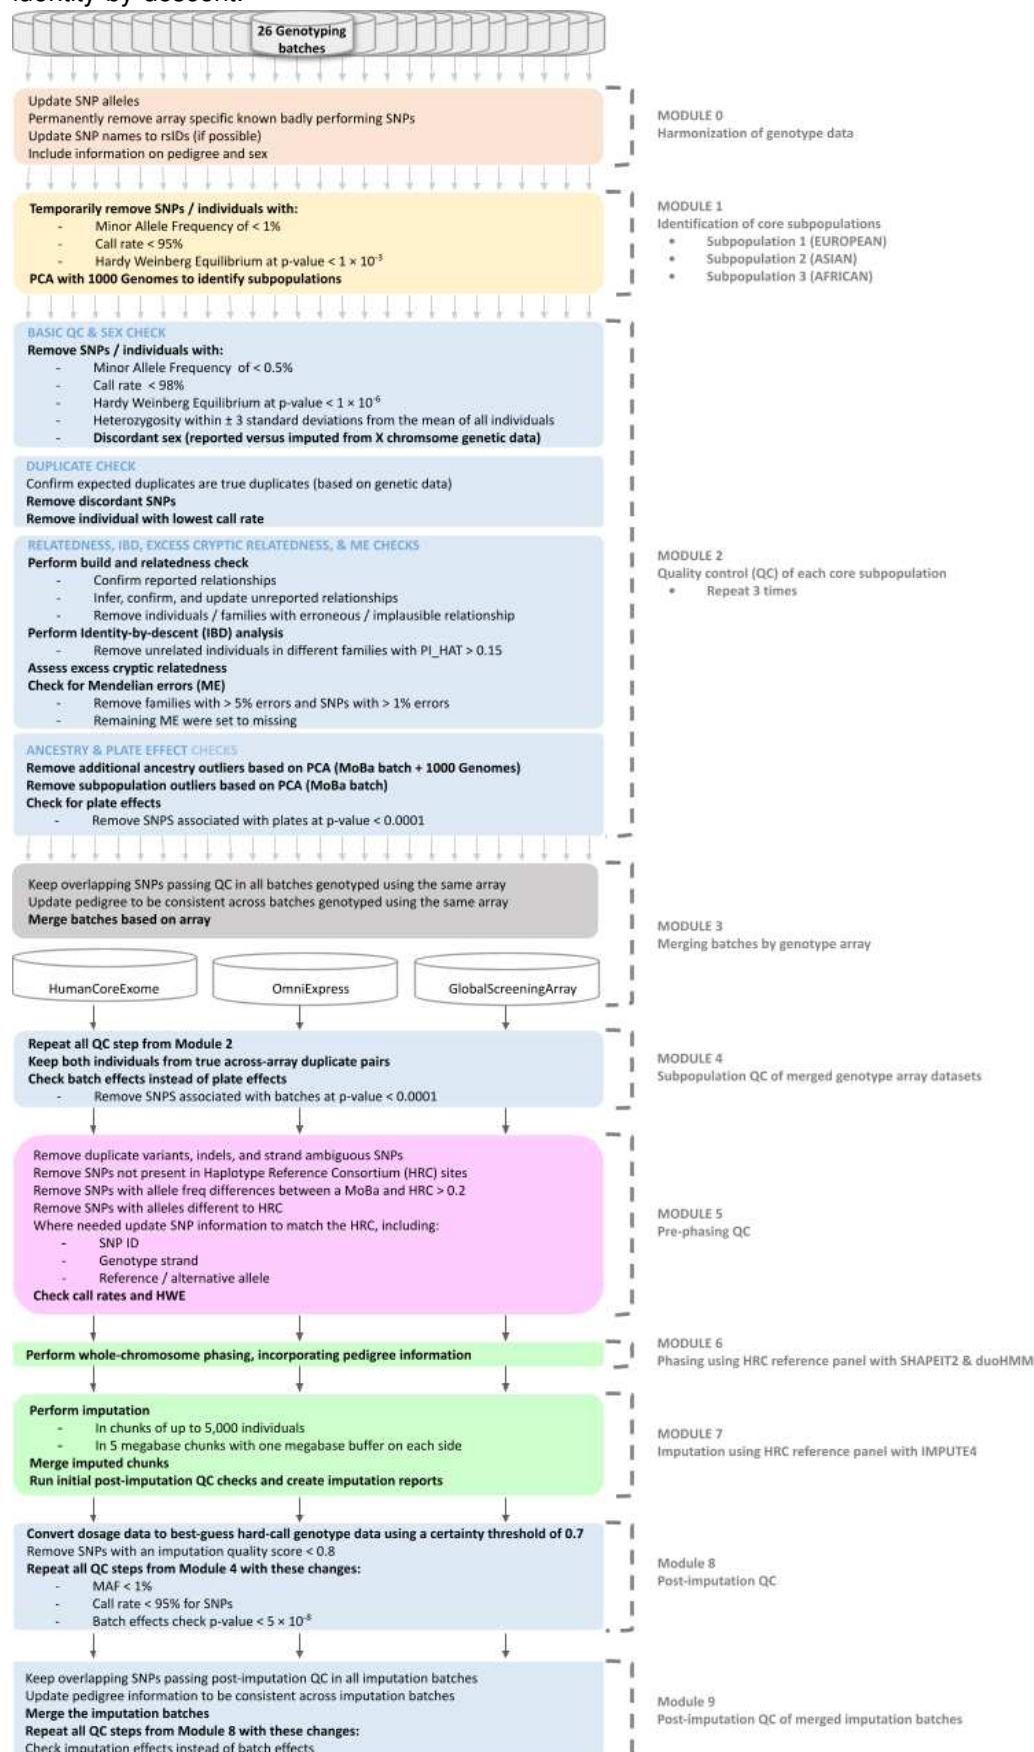 identity-by-descent.
26 Genotyping
batches
Update SNP alleles
Permanently remove array specific known badly performing SNPs
Update SNP names to rsIDs (if possible)
Include information on pedigree and sex
MODULE 0
Harmonization of genotype data
Temporarily remove SNPs / individuals with:
- Minor Allele Frequency of < 1%
- Call rate < 95%
- Hardy Weinberg Equilibrium at p-value < 1 × 10⁻³
PCA with 1000 Genomes to identify subpopulations
MODULE 1
Identification of core subpopulations
• Subpopulation 1 (EUROPEAN)
• Subpopulation 2 (ASIAN)
• Subpopulation 3 (AFRICAN)
BASIC QC & SEX CHECK
Remove SNPs / individuals with:
- Minor Allele Frequency of < 0.5%
- Call rate < 98%
- Hardy Weinberg Equilibrium at p-value < 1 × 10⁻⁶
- Heterozygosity within ± 3 standard deviations from the mean of all individuals
- Discordant sex (reported versus imputed from X chromsome genetic data)
DUPLICATE CHECK
Confirm expected duplicates are true duplicates (based on genetic data)
Remove discordant SNPs
Remove individual with lowest call rate
RELATEDNESS, IBD, EXCESS CRYPTIC RELATEDNESS, & ME CHECKS
Perform build and relatedness check
- Confirm reported relationships
- Infer, confirm, and update unreported relationships
- Remove individuals / families with erroneous / implausible relationship
Perform Identity-by-descent (IBD) analysis
- Remove unrelated individuals in different families with PI_HAT > 0.15
Assess excess cryptic relatedness
Check for Mendelian errors (ME)
- Remove families with > 5% errors and SNPs with > 1% errors
- Remaining ME were set to missing
ANCESTRY & PLATE EFFECT CHECKS
Remove additional ancestry outliers based on PCA (MoBa batch + 1000 Genomes)
Remove subpopulation outliers based on PCA (MoBa batch)
Check for plate effects
- Remove SNPS associated with plates at p-value < 0.0001
MODULE 2
Quality control (QC) of each core subpopulation
• Repeat 3 times
Keep overlapping SNPs passing QC in all batches genotyped using the same array
Update pedigree to be consistent across batches genotyped using the same array
Merge batches based on array
HumanCoreExome
OmniExpress
GlobalScreeningArray
MODULE 3
Merging batches by genotype array
Repeat all QC step from Module 2
Keep both individuals from true across-array duplicate pairs
Check batch effects instead of plate effects
- Remove SNPS associated with batches at p-value < 0.0001
MODULE 4
Subpopulation QC of merged genotype array datasets
Remove duplicate variants, indels, and strand ambiguous SNPs
Remove SNPs not present in Haplotype Reference Consortium (HRC) sites
Remove SNPs with allele freq differences between a MoBa and HRC > 0.2
Remove SNPs with alleles different to HRC
Where needed update SNP information to match the HRC, including:
- SNP ID
- Genotype strand
- Reference / alternative allele
Check call rates and HWE
MODULE 5
Pre-phasing QC
Perform whole-chromosome phasing, incorporating pedigree information
MODULE 6
Phasing using HRC reference panel with SHAPEIT2 & duoHMM
Perform imputation
- In chunks of up to 5,000 individuals
- In 5 megabase chunks with one megabase buffer on each side
Merge imputed chunks
Run initial post-imputation QC checks and create imputation reports
MODULE 7
Imputation using HRC reference panel with IMPUTE4
Convert dosage data to best-guess hard-call genotype data using a certainty threshold of 0.7
Remove SNPs with an imputation quality score < 0.8
Repeat all QC steps from Module 4 with these changes:
- MAF < 1%
- Call rate < 95% for SNPs
- Batch effects check p-value < 5 × 10⁻⁸
Module 8
Post-imputation QC
Keep overlapping SNPs passing post-imputation QC in all imputation batches
Update pedigree information to be consistent across imputation batches
Merge the imputation batches
Repeat all QC steps from Module 8 with these changes:
Check imputation effects instead of batch effects
Module 9
Post-imputation QC of merged imputation batches